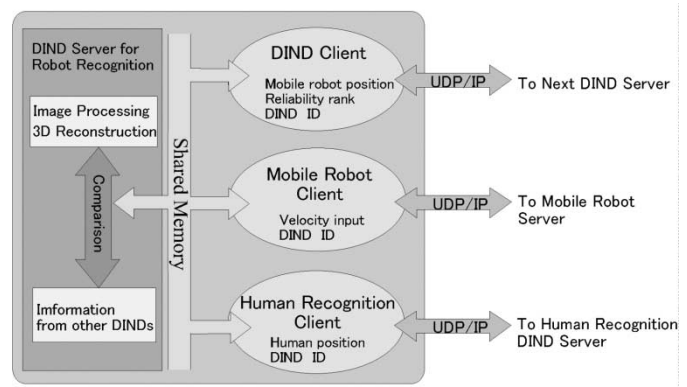 DIND Server for
Robot Recognition
Image Processing
3D Reconstruction
Comparison
Imformation
from other DINDs
Shared Memory
DIND Client
Mobile robot position
Reliability rank
DIND ID
UDP/IP
To Next DIND Server
Mobile Robot
Client
Velocity input
DIND ID
UDP/IP
To Mobile Robot
Server
Human Recognition
Client
Human position
DIND ID
UDP/IP
To Human Recognition
DIND Server